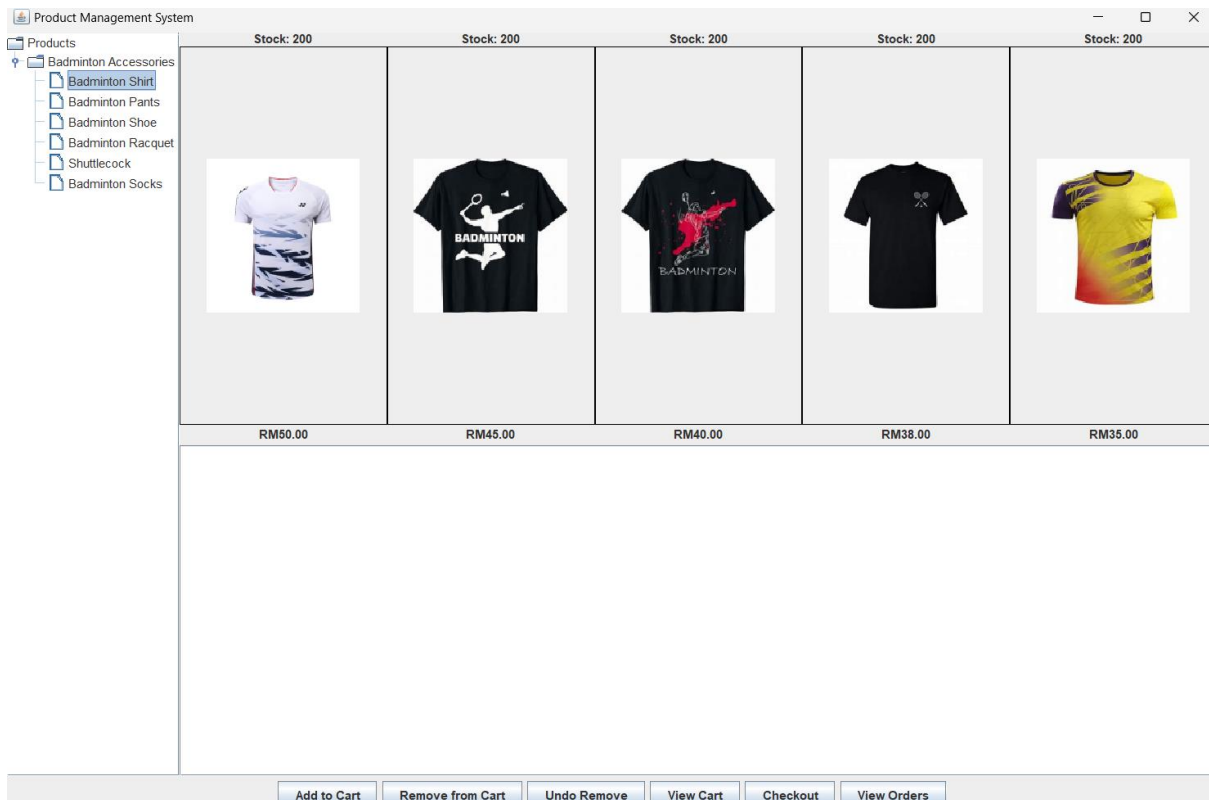 Product Management System
Products
Badminton Accessories
Badminton Shirt
Badminton Pants
Badminton Shoe
Badminton Racquet
Shuttlecock
Badminton Socks
Stock: 200 Stock: 200 Stock: 200 Stock: 200 Stock: 200
BADMINTON
BADMINTON
RM50.00 RM45.00 RM40.00 RM38.00 RM35.00
Add to Cart Remove from Cart Undo Remove View Cart Checkout View Orders